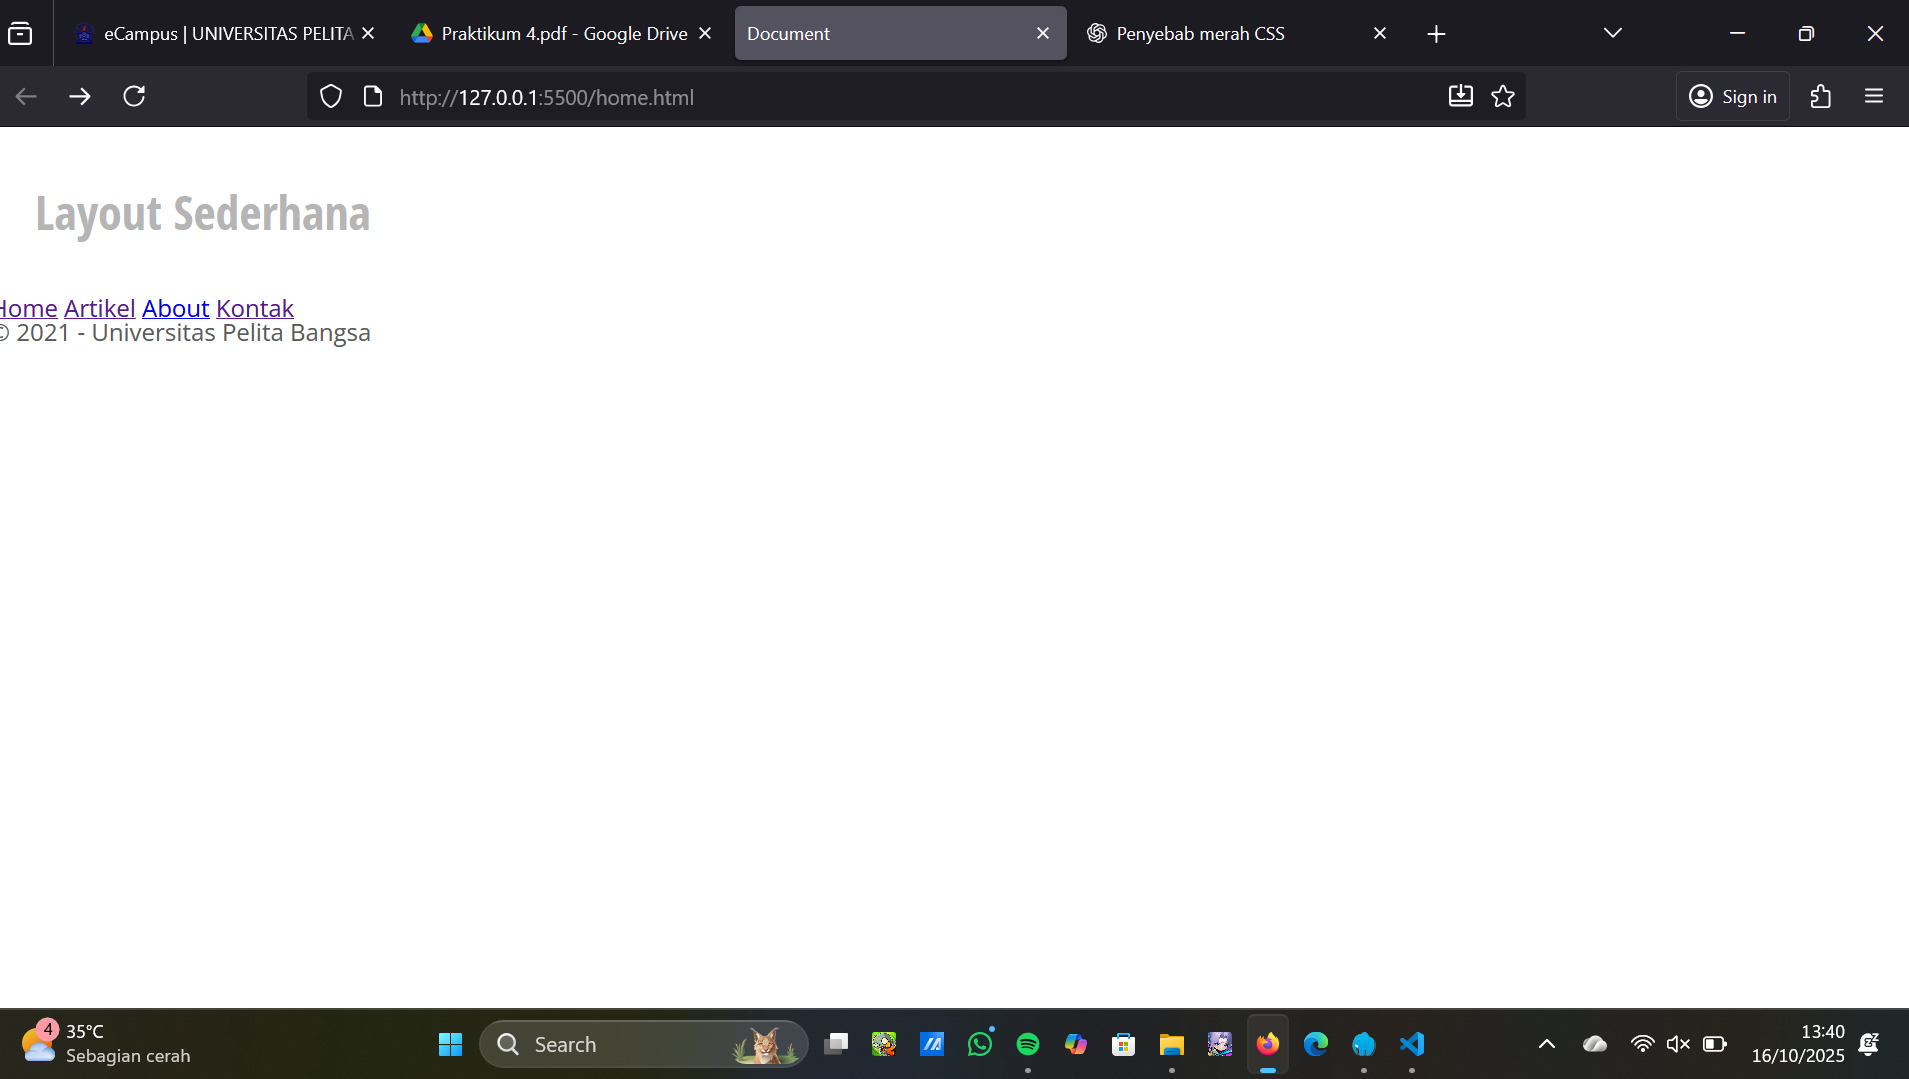 eCampus | UNIVERSITAS PELITA
Praktikum 4.pdf - Google Drive
Document
Penyebab merah CSS
http://127.0.0.1:5500/home.html
Sign in
Layout Sederhana
Home Artikel About Kontak
© 2021 - Universitas Pelita Bangsa
4
35°C
Sebagian cerah
Search
13:40
16/10/2025